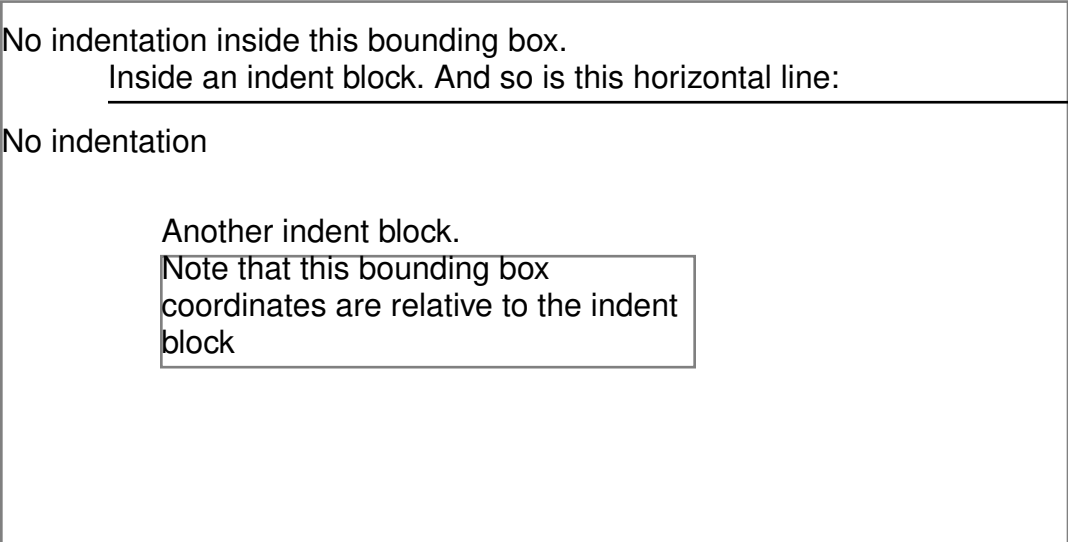 No indentation inside this bounding box.
Inside an indent block. And so is this horizontal line:
No indentation
Another indent block.
Note that this bounding box
coordinates are relative to the indent
block